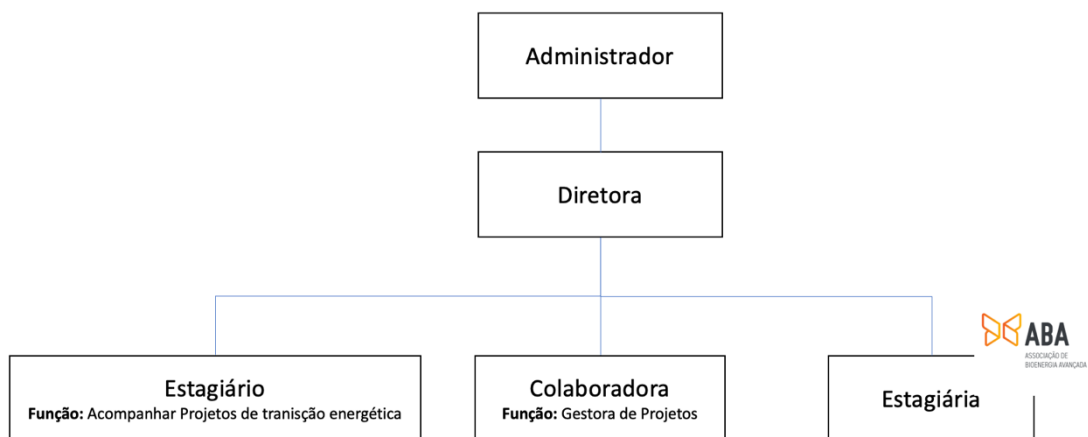 Administrador
Diretora
ABA
ASSOCIAÇÃO DE
BIOENERGIA AVANÇADA
Estagiário
Função: Acompanhar Projetos de tranisção energética
Colaboradora
Função: Gestora de Projetos
Estagiária